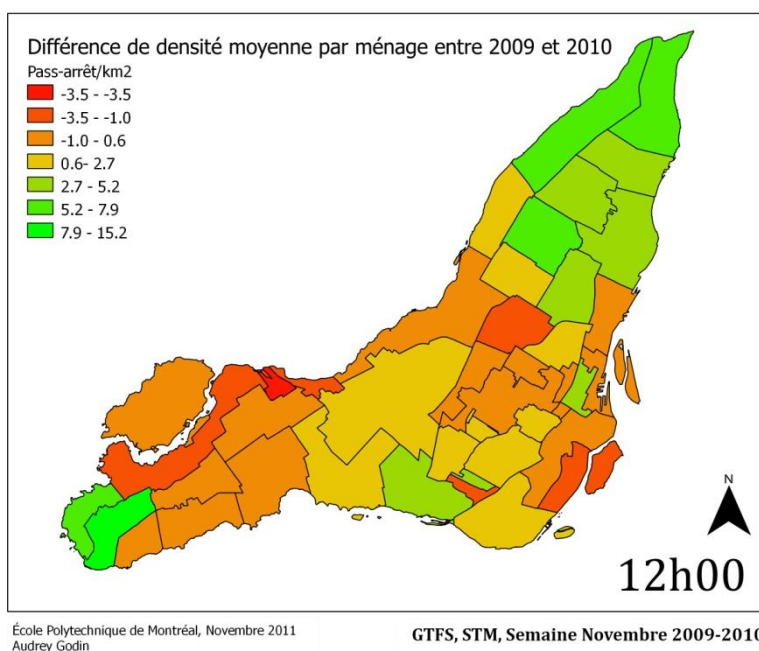 Différence de densité moyenne par ménage entre 2009 et 2010
Pass-arrêt/km2
-3.5 - -3.5
-3.5 - -1.0
-1.0 - 0.6
0.6- 2.7
2.7 - 5.2
5.2 - 7.9
7.9 - 15.2
N
12h00
École Polytechnique de Montréal, Novembre 2011
Audrey Godin
GTFS, STM, Semaine Novembre 2009-2010